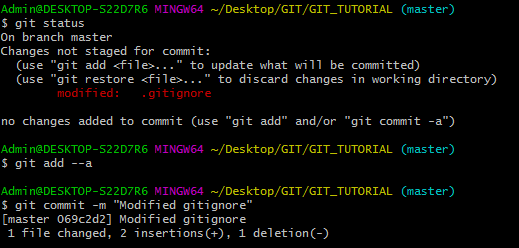 Admin@DESKTOP-S22D7R6 MINGW64 ~/Desktop/GIT/GIT_TUTORIAL (master)
$ git status
On branch master
Changes not staged for commit:
  (use "git add <file>..." to update what will be committed)
  (use "git restore <file>..." to discard changes in working directory)
        modified:   .gitignore

no changes added to commit (use "git add" and/or "git commit -a")

Admin@DESKTOP-S22D7R6 MINGW64 ~/Desktop/GIT/GIT_TUTORIAL (master)
$ git add --a

Admin@DESKTOP-S22D7R6 MINGW64 ~/Desktop/GIT/GIT_TUTORIAL (master)
$ git commit -m "Modified gitignore"
[master 069c2d2] Modified gitignore
 1 file changed, 2 insertions(+), 1 deletion(-)